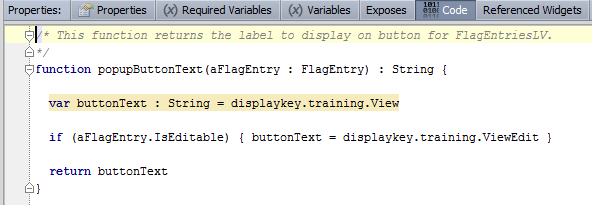 Properties: Properties (x) Required Variables (x) Variables Exposes Code Referenced Widgets
/* This function returns the label to display on button for FlagEntriesLV.
*/
function popupButtonText(aFlagEntry : FlagEntry) : String {
var buttonText : String = displaykey.training.View
if (aFlagEntry.IsEditable) { buttonText = displaykey.training.ViewEdit }
return buttonText
}